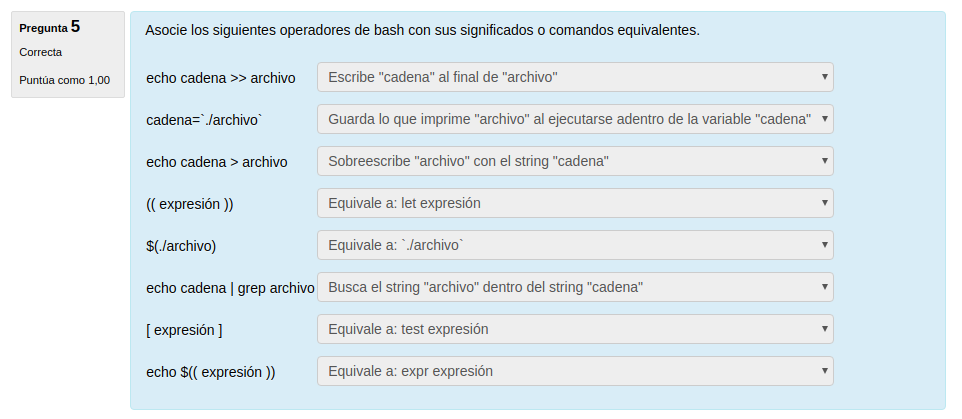 Pregunta 5
Correcta
Puntúa como 1,00
Asocie los siguientes operadores de bash con sus significados o comandos equivalentes.
echo cadena >> archivo Escribe "cadena" al final de "archivo"
cadena=`./archivo` Guarda lo que imprime "archivo" al ejecutarse adentro de la variable "cadena"
echo cadena > archivo Sobreescribe "archivo" con el string "cadena"
(( expresión )) Equivale a: let expresión
$(./archivo) Equivale a: `./archivo`
echo cadena | grep archivo Busca el string "archivo" dentro del string "cadena"
[ expresión ] Equivale a: test expresión
echo $(( expresión )) Equivale a: expr expresión